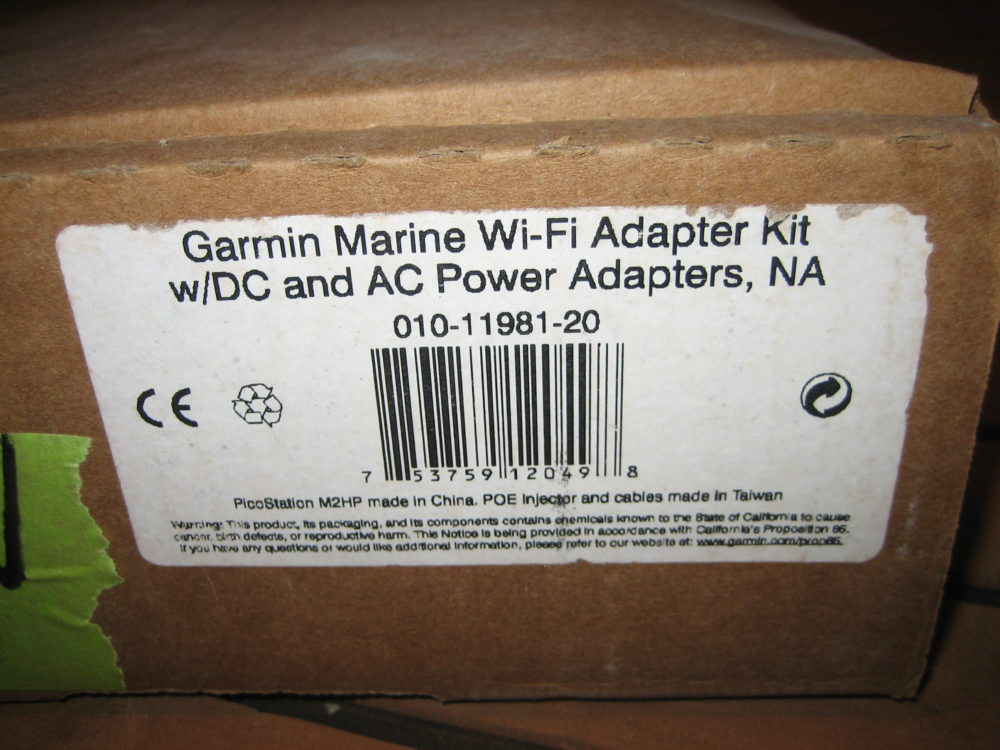 Garmin Marine Wi-Fi Adapter Kit
w/DC and AC Power Adapters, NA
010-11981-20
CE
7 53759 12049 8
PicoStation M2HP made in China. POE Injector and cables made in Taiwan
Warning: This product, its packaging, and its components contains chemicals known to the State of California to cause
cancer, birth defects, or reproductive harm. This Notice is being provided in accordance with California's Proposition 65.
If you have any questions or would like additional information, please refer to our website at: www.garmin.com/prop65.